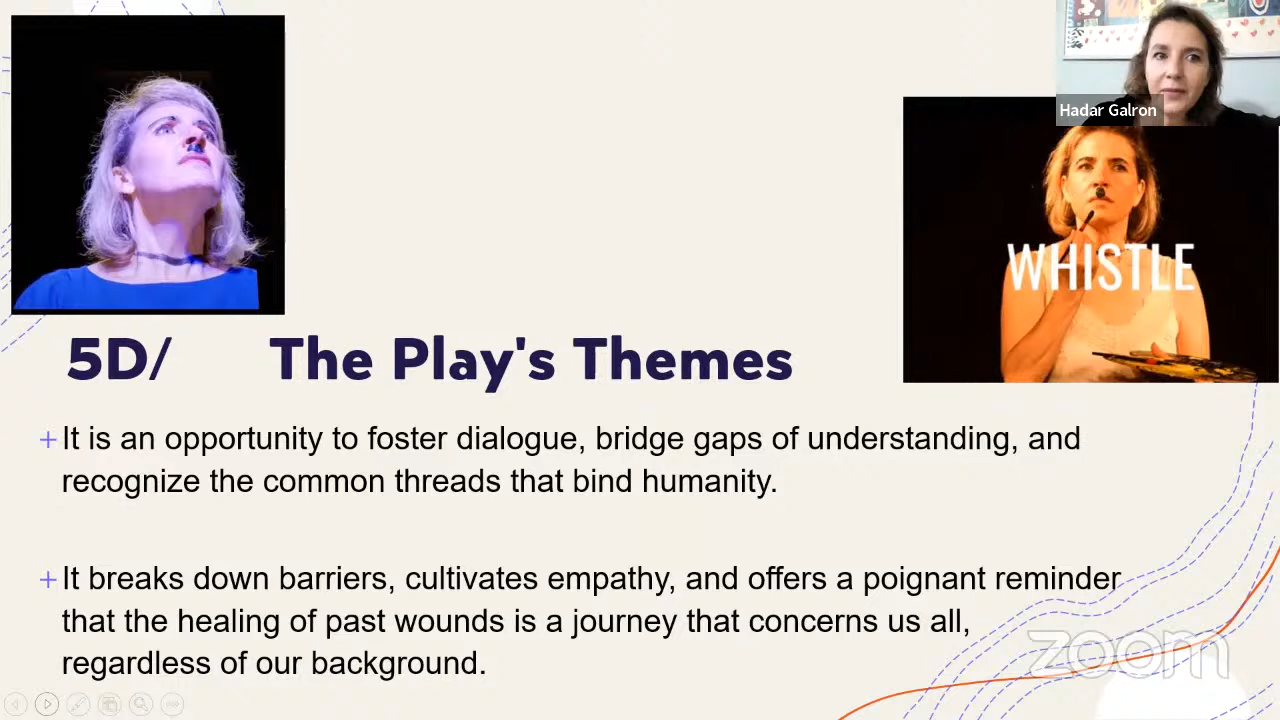 Hadar Galron
WHISTLE
5D/ The Play's Themes
+It is an opportunity to foster dialogue, bridge gaps of understanding, and
recognize the common threads that bind humanity.
+It breaks down barriers, cultivates empathy, and offers a poignant reminder
that the healing of past wounds is a journey that concerns us all,
regardless of our background.
zoom